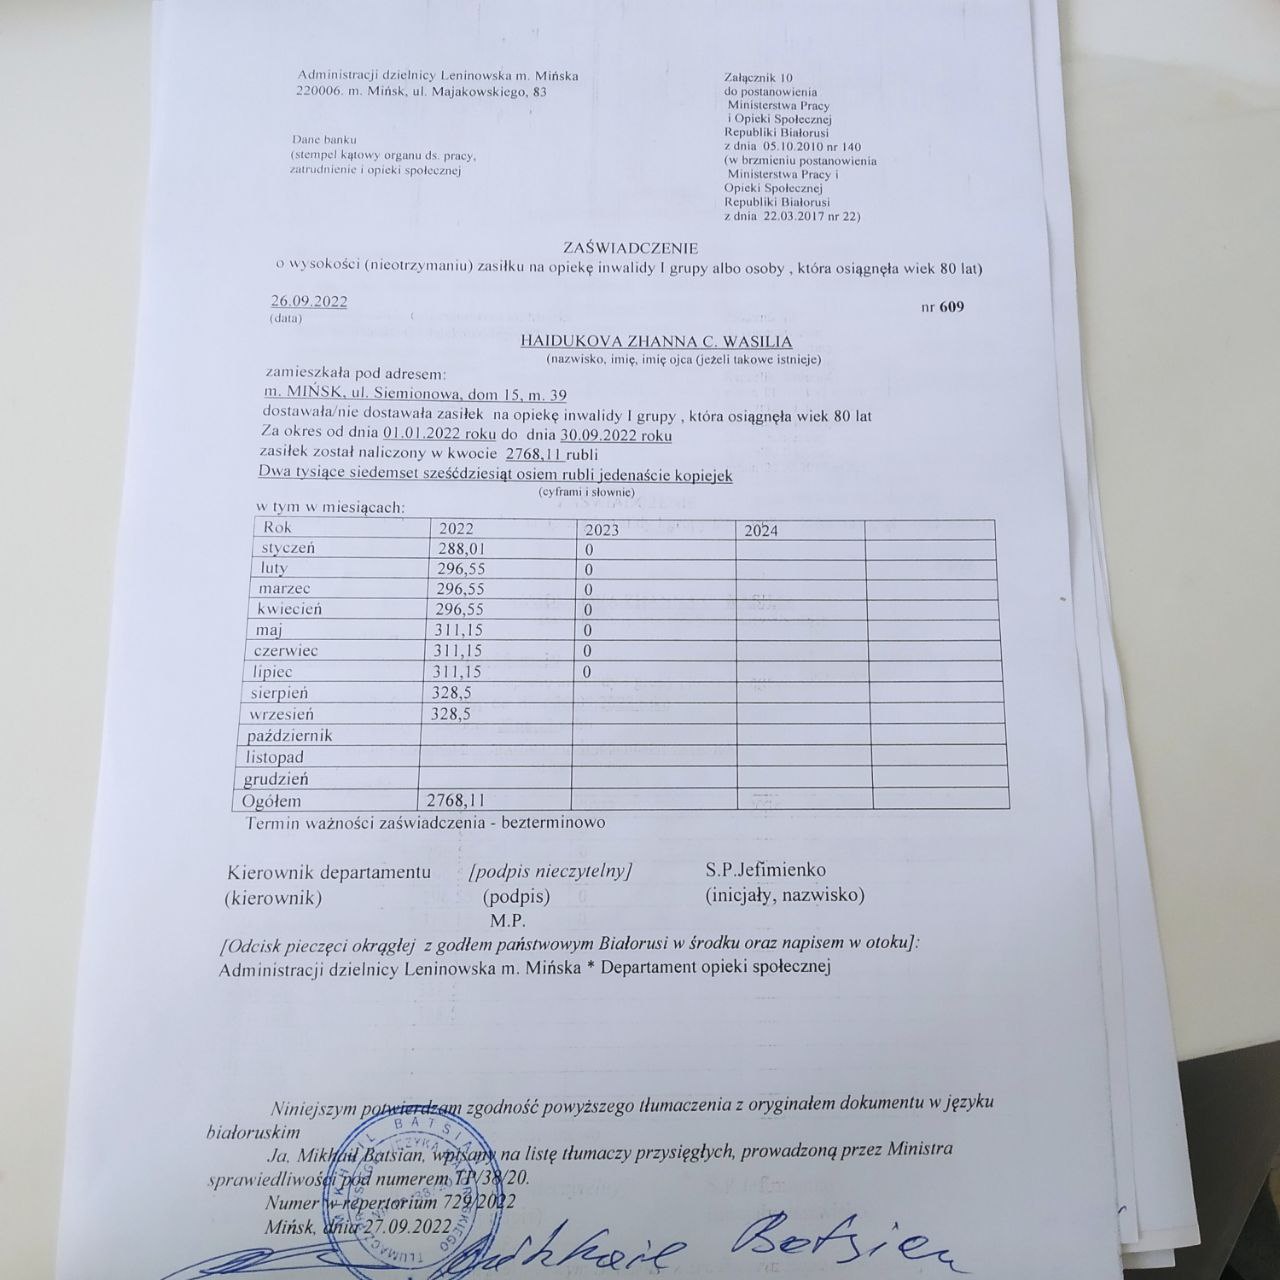 Administracji dzielnicy Leninowska m. Mińska
220006. m. Mińsk, ul. Majakowskiego, 83
Dane banku
(stempel kątowy organu ds. pracy,
zatrudnienie i opieki społecznej
Załącznik 10
do postanowienia
Ministerstwa Pracy
i Opieki Społecznej
Republiki Białorusi
z dnia 05.10.2010 nr 140
(w brzmieniu postanowienia
Ministerstwa Pracy i
Opieki Społecznej
Republiki Białorusi
z dnia 22.03.2017 nr 22)
ZAŚWIADCZENIE
o wysokości (nieotrzymaniu) zasiłku na opiekę inwalidy I grupy albo osoby , która osiągnęła wiek 80 lat)
26.09.2022 nr 609
(data)
HAIDUKOVA ZHANNA C. WASILIA
(nazwisko, imię, imię ojca (jeżeli takowe istnieje)
zamieszkała pod adresem:
m. MIŃSK, ul. Siemionowa, dom 15, m. 39
dostawała/nie dostawała zasiłek na opiekę inwalidy I grupy , która osiągnęła wiek 80 lat
Za okres od dnia 01.01.2022 roku do dnia 30.09.2022 roku
zasiłek został naliczony w kwocie 2768,11 rubli
Dwa tysiące siedemset sześćdziesiąt osiem rubli jedenaście kopiejek
(cyframi i słownie)
w tym w miesiącach:
Rok 2022 2023 2024
styczeń 288,01 0
luty 296,55 0
marzec 296,55 0
kwiecień 296,55 0
maj 311,15 0
czerwiec 311,15 0
lipiec 311,15 0
sierpień 328,5
wrzesień 328,5
październik
listopad
grudzień
Ogółem 2768,11
Termin ważności zaświadczenia - bezterminowo
Kierownik departamentu [podpis nieczytelny] S.P.Jefimienko
(kierownik) (podpis) (inicjały, nazwisko)
M.P.
[Odcisk pieczęci okrągłej z godłem państwowym Białorusi w środku oraz napisem w otoku]:
Administracji dzielnicy Leninowska m. Mińska * Departament opieki społecznej
Niniejszym potwierdzam zgodność powyższego tłumaczenia z oryginałem dokumentu w języku
białoruskim
Ja, Mikhail Batsian, wpisany na listę tłumaczy przysięgłych, prowadzoną przez Ministra
sprawiedliwości pod numerem TP/38/20.
Numer w repertorium 729/2022
Mińsk, dnia 27.09.2022
MIKHAIL BATSIAN